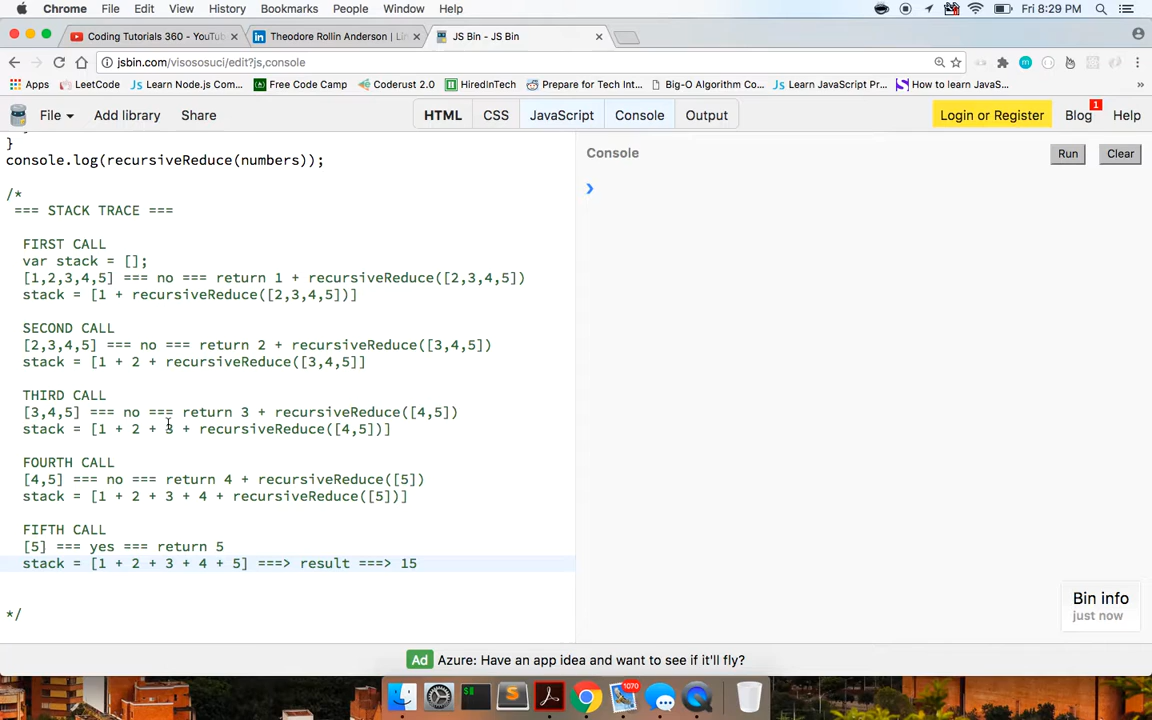 Chrome File Edit View History Bookmarks People Window Help Fri 8:29 PM
Coding Tutorials 360 - YouTub × Theodore Rollin Anderson | Lin × JS Bin - JS Bin ×
jsbin.com/visososuci/edit?js,console
Apps LeetCode Learn Node.js Com... Free Code Camp Coderust 2.0 HiredInTech Prepare for Tech Int... Big-O Algorithm Co... Learn JavaScript Pr... How to learn JavaS... »
File Add library Share HTML CSS JavaScript Console Output Login or Register Blog 1 Help
}
console.log(recursiveReduce(numbers));
/*
=== STACK TRACE ===
FIRST CALL
var stack = [];
[1,2,3,4,5] === no === return 1 + recursiveReduce([2,3,4,5])
stack = [1 + recursiveReduce([2,3,4,5])]
SECOND CALL
[2,3,4,5] === no === return 2 + recursiveReduce([3,4,5])
stack = [1 + 2 + recursiveReduce([3,4,5]]
THIRD CALL
[3,4,5] === no === return 3 + recursiveReduce([4,5])
stack = [1 + 2 + 3 + recursiveReduce([4,5])]
FOURTH CALL
[4,5] === no === return 4 + recursiveReduce([5])
stack = [1 + 2 + 3 + 4 + recursiveReduce([5])]
FIFTH CALL
[5] === yes === return 5
stack = [1 + 2 + 3 + 4 + 5] ===> result ===> 15
*/
Console Run Clear
Bin info
just now
Ad Azure: Have an app idea and want to see if it'll fly?
1070